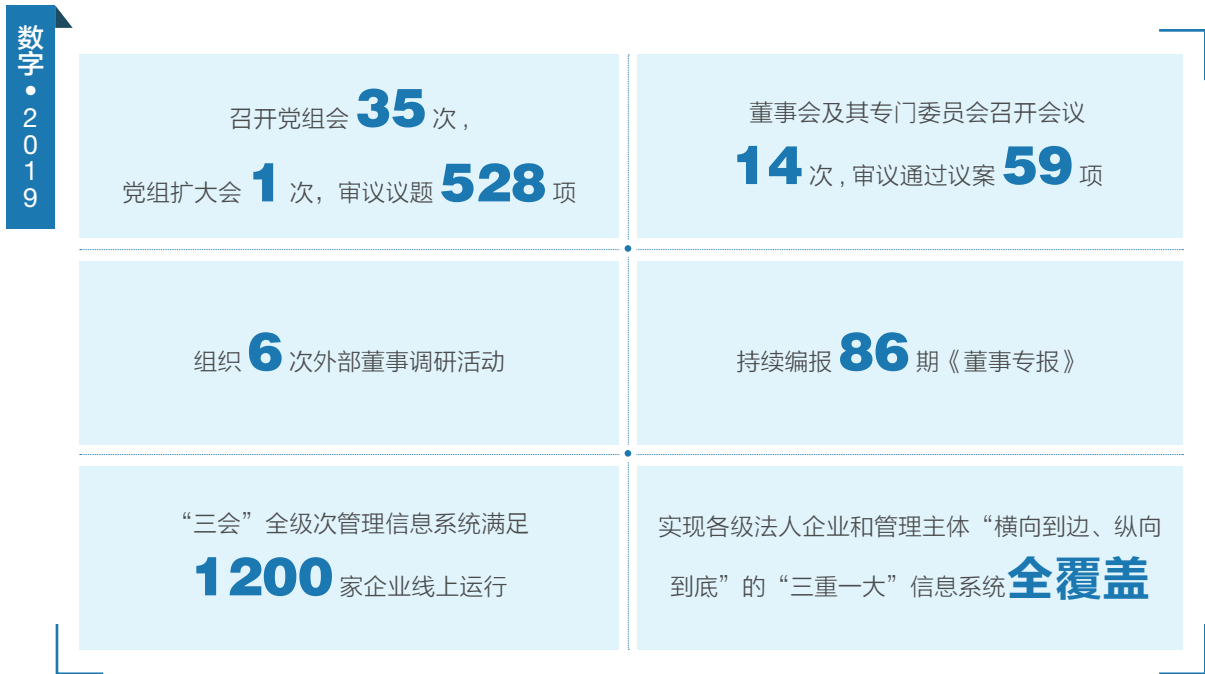 数字·2019
召开党组会 35 次，
党组扩大会 1 次，审议议题 528 项
董事会及其专门委员会召开会议
14 次，审议通过议案 59 项
组织 6 次外部董事调研活动
持续编报 86 期《董事专报》
“三会”全级次管理信息系统满足
1200 家企业线上运行
实现各级法人企业和管理主体“横向到边、纵向
到底”的“三重一大”信息系统全覆盖